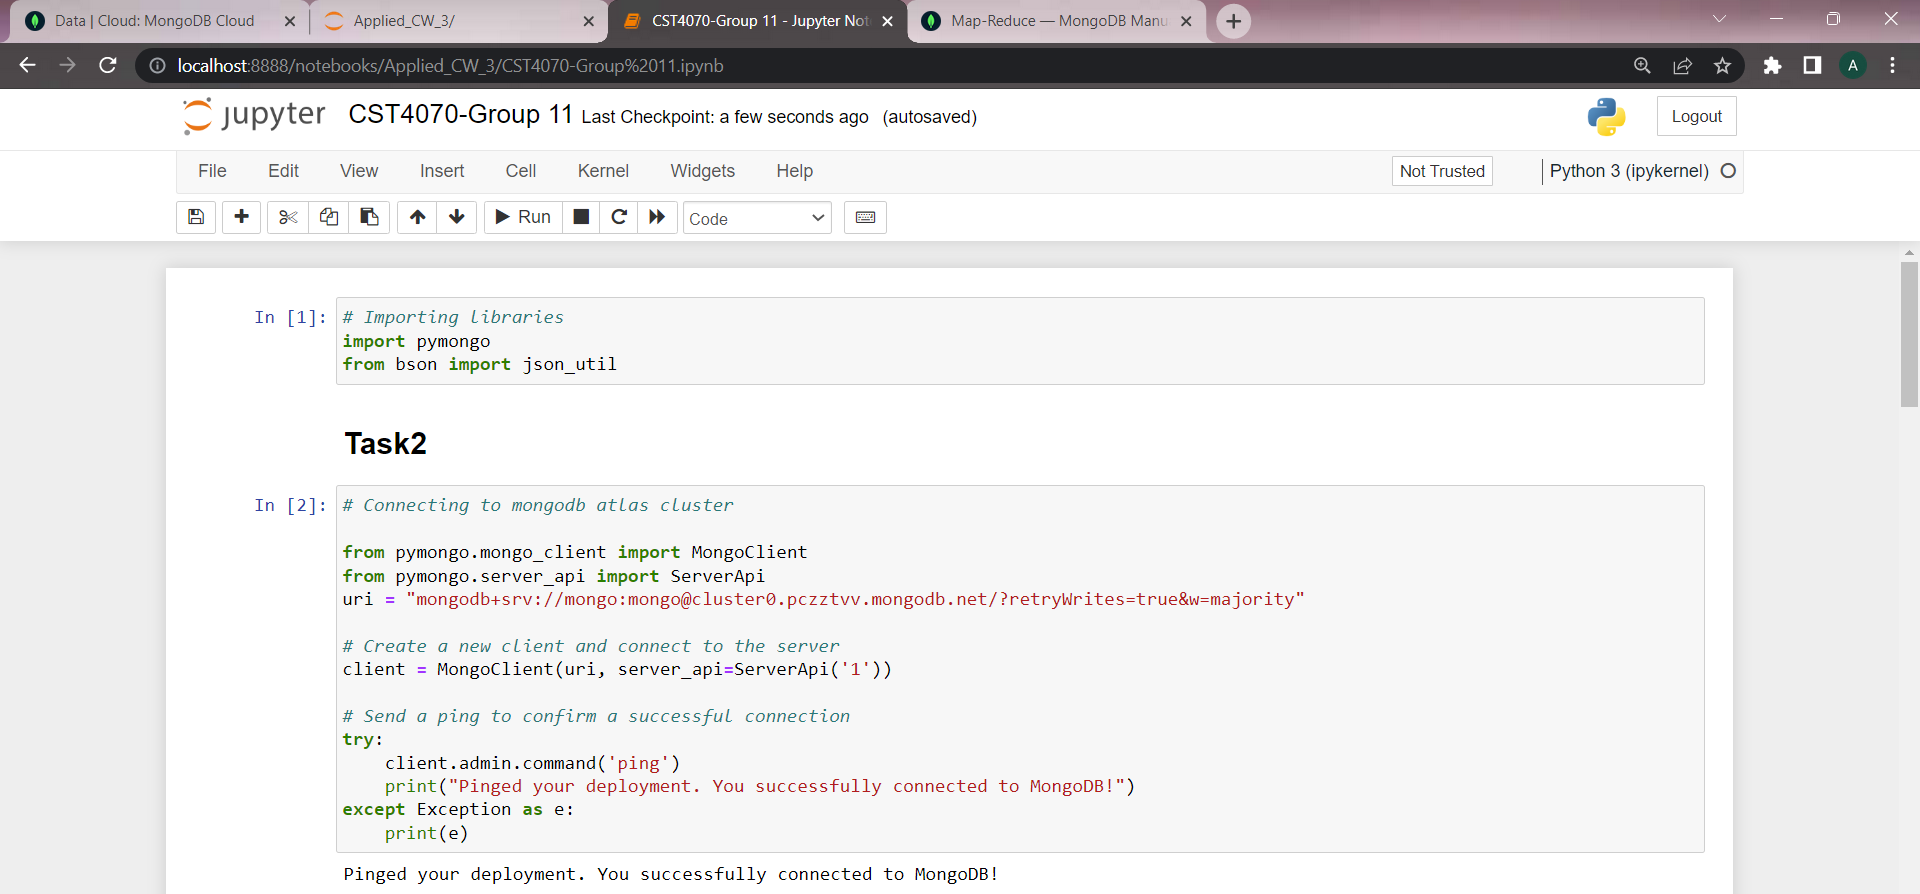 Data | Cloud: MongoDB Cloud
Applied_CW_3/
CST4070-Group 11 - Jupyter Not
Map-Reduce — MongoDB Manu
localhost:8888/notebooks/Applied_CW_3/CST4070-Group%2011.ipynb
A
jupyter CST4070-Group 11 Last Checkpoint: a few seconds ago (autosaved)
Logout
File Edit View Insert Cell Kernel Widgets Help
Not Trusted
Python 3 (ipykernel)
Run
Code
In [1]: # Importing libraries
import pymongo
from bson import json_util
Task2
In [2]: # Connecting to mongodb atlas cluster
from pymongo.mongo_client import MongoClient
from pymongo.server_api import ServerApi
uri = "mongodb+srv://mongo:mongo@cluster0.pczztvv.mongodb.net/?retryWrites=true&w=majority"
# Create a new client and connect to the server
client = MongoClient(uri, server_api=ServerApi('1'))
# Send a ping to confirm a successful connection
try:
    client.admin.command('ping')
    print("Pinged your deployment. You successfully connected to MongoDB!")
except Exception as e:
    print(e)
Pinged your deployment. You successfully connected to MongoDB!